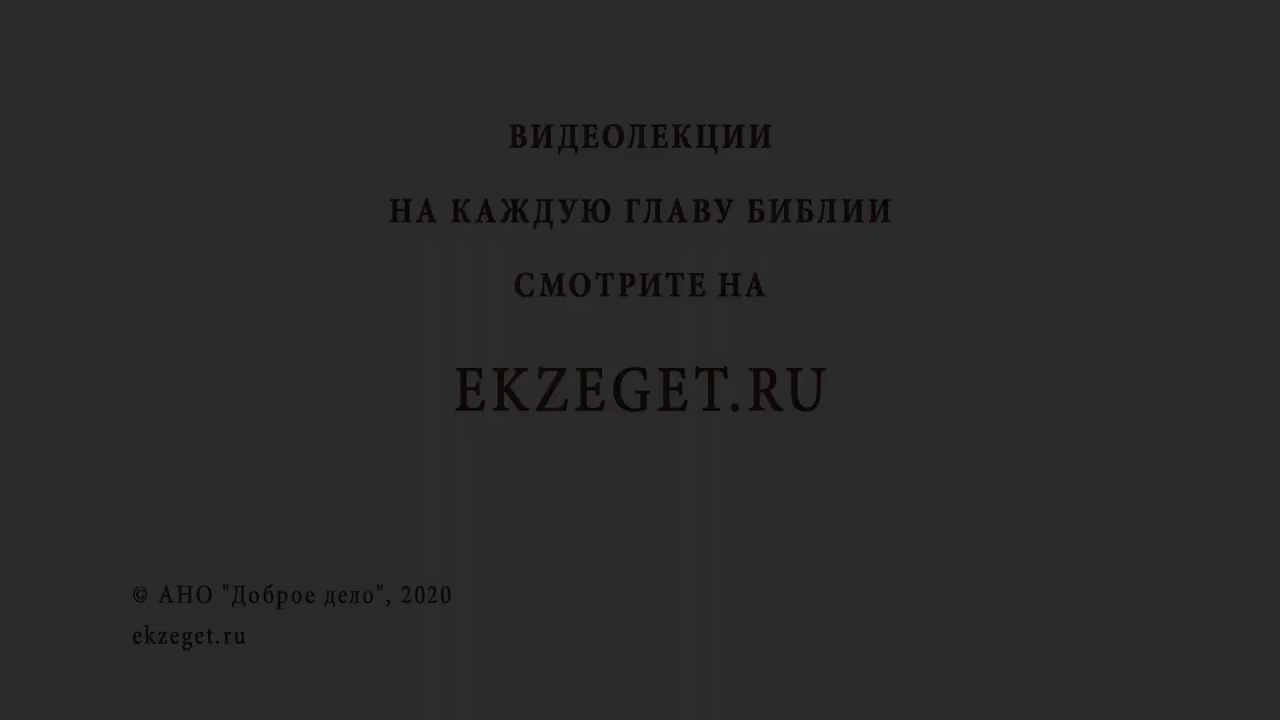 ВИДЕОЛЕКЦИИ
НА КАЖДУЮ ГЛАВУ БИБЛИИ
СМОТРИТЕ НА
EKZEGET.RU
© АНО "Доброе дело", 2020
ekzeget.ru